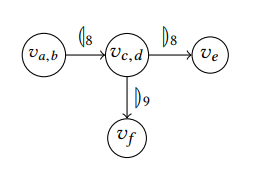 ⦇8 ⦈8
v_{a,b} v_{c,d} v_e
⦈9
v_f